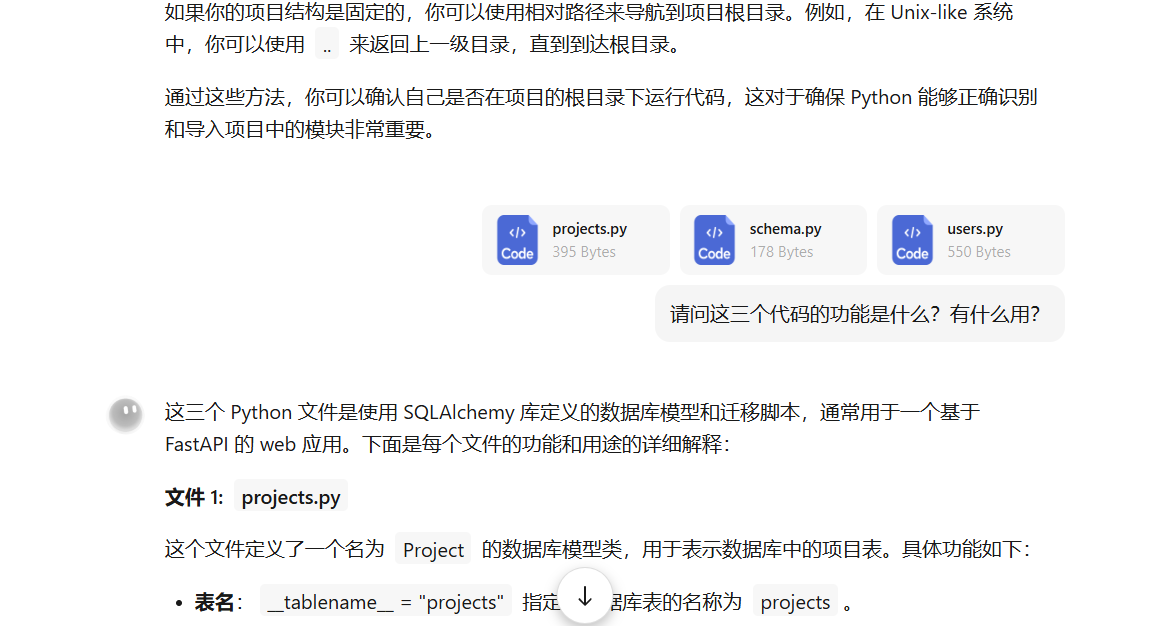 如果你的项目结构是固定的，你可以使用相对路径来导航到项目根目录。例如，在 Unix-like 系统
中，你可以使用 .. 来返回上一级目录，直到到达根目录。
通过这些方法，你可以确认自己是否在项目的根目录下运行代码，这对于确保 Python 能够正确识别
和导入项目中的模块非常重要。
</> Code projects.py 395 Bytes
</> Code schema.py 178 Bytes
</> Code users.py 550 Bytes
请问这三个代码的功能是什么？有什么用？
这三个 Python 文件是使用 SQLAlchemy 库定义的数据库模型和迁移脚本，通常用于一个基于
FastAPI 的 web 应用。下面是每个文件的功能和用途的详细解释：
文件 1: projects.py
这个文件定义了一个名为 Project 的数据库模型类，用于表示数据库中的项目表。具体功能如下：
• 表名： __tablename__ = "projects" 指定 据库表的名称为 projects 。